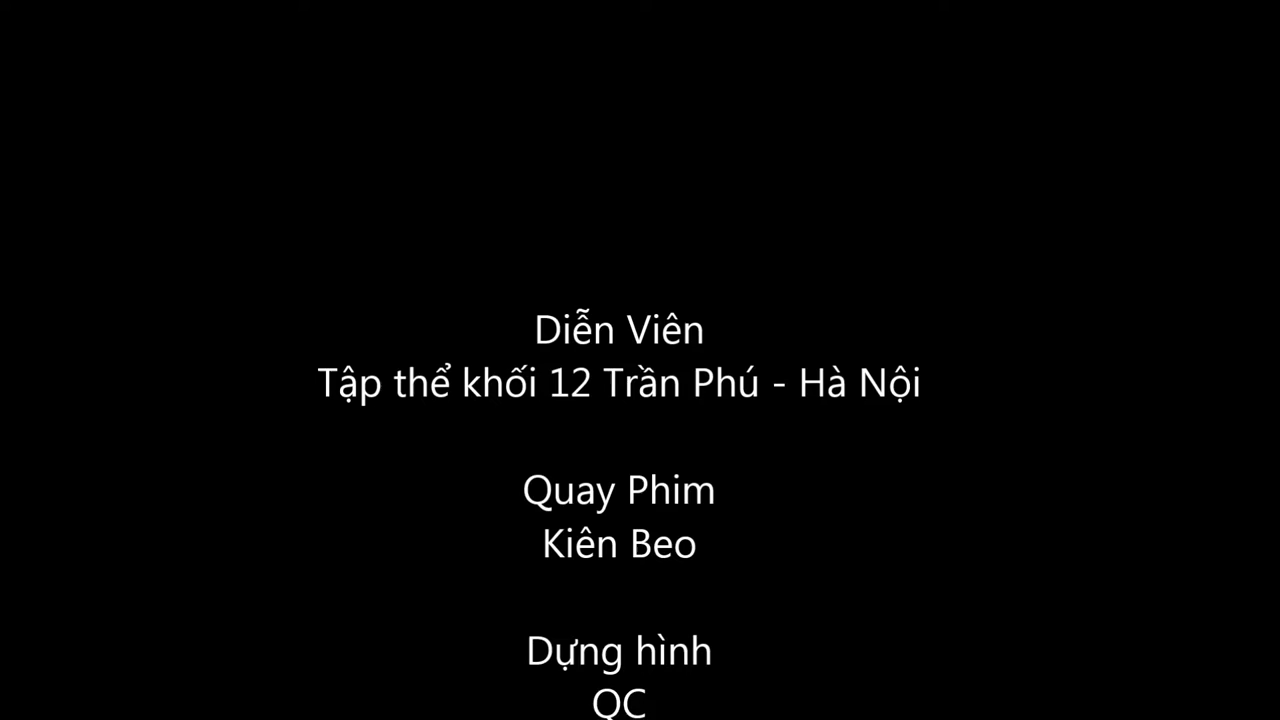 Diễn Viên
Tập thể khối 12 Trần Phú - Hà Nội
Quay Phim
Kiên Beo
Dựng hình
QC